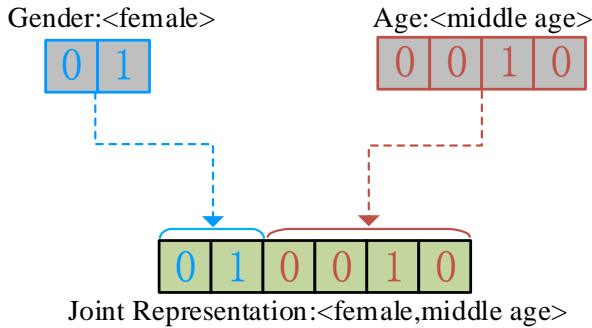 Gender:<female> Age:<middle age>
0 1 0 0 1 0
0 1 0 0 1 0
Joint Representation:<female,middle age>